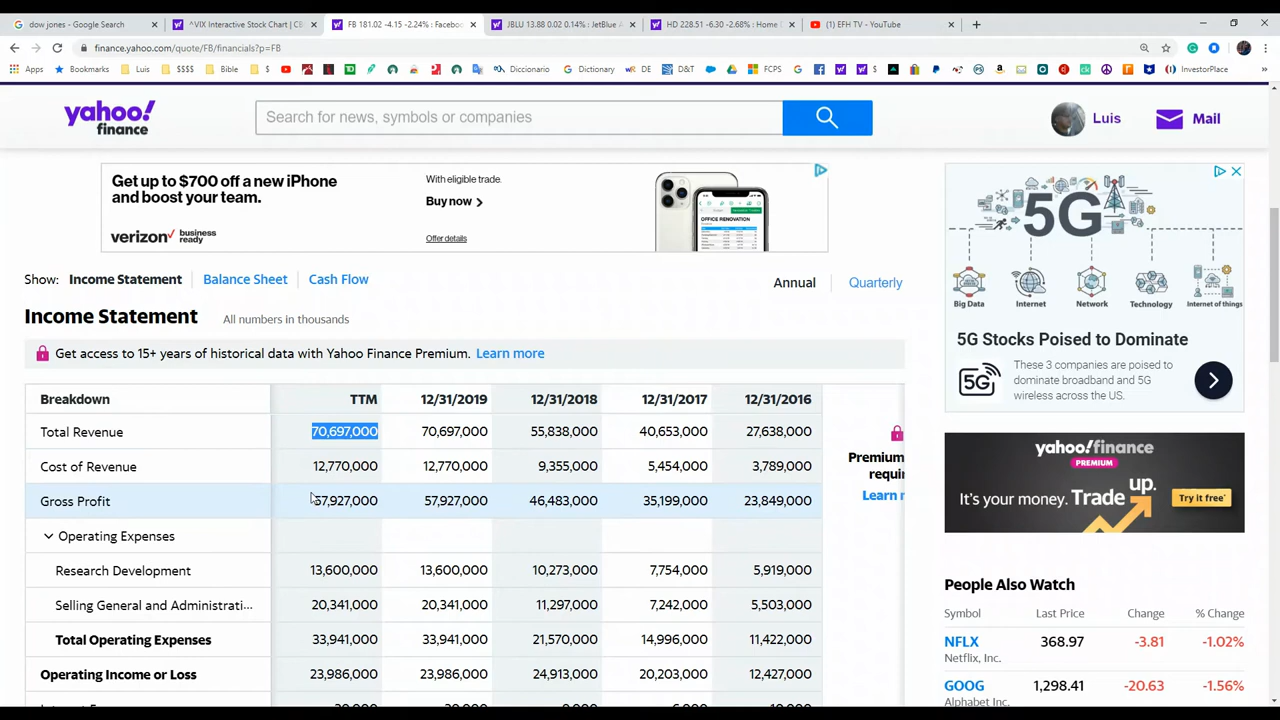 dow jones - Google Search
^VIX Interactive Stock Chart | CB
FB 181.02 -4.15 -2.24% : Faceboo
JBLU 13.88 0.02 0.14% : JetBlue A
HD 228.51 -6.30 -2.68% : Home D
(1) EFH TV - YouTube
finance.yahoo.com/quote/FB/financials?p=FB
Apps Bookmarks Luis $$$$ Bible $ Diccionario Dictionary DE D&T FCPS $ InvestorPlace
yahoo!
finance
Search for news, symbols or companies
Luis
Mail
Get up to $700 off a new iPhone
and boost your team.
verizon business
ready
With eligible trade.
Buy now
Offer details
OFFICE RENOVATION
5G
Big Data Internet Network Technology Internet of things
5G Stocks Poised to Dominate
5G
These 3 companies are poised to
dominate broadband and 5G
wireless across the US.
Show: Income Statement Balance Sheet Cash Flow
Annual Quarterly
Income Statement All numbers in thousands
Get access to 15+ years of historical data with Yahoo Finance Premium. Learn more
Breakdown TTM 12/31/2019 12/31/2018 12/31/2017 12/31/2016
Total Revenue 70,697,000 70,697,000 55,838,000 40,653,000 27,638,000
Cost of Revenue 12,770,000 12,770,000 9,355,000 5,454,000 3,789,000
Gross Profit 57,927,000 57,927,000 46,483,000 35,199,000 23,849,000
Operating Expenses
Research Development 13,600,000 13,600,000 10,273,000 7,754,000 5,919,000
Selling General and Administrati... 20,341,000 20,341,000 11,297,000 7,242,000 5,503,000
Total Operating Expenses 33,941,000 33,941,000 21,570,000 14,996,000 11,422,000
Operating Income or Loss 23,986,000 23,986,000 24,913,000 20,203,000 12,427,000
Premium
requir
Learn r
yahoo!finance
PREMIUM
It's your money. Trade up.
Try it free*
People Also Watch
Symbol Last Price Change % Change
NFLX 368.97 -3.81 -1.02%
Netflix, Inc.
GOOG 1,298.41 -20.63 -1.56%
Alphabet Inc.